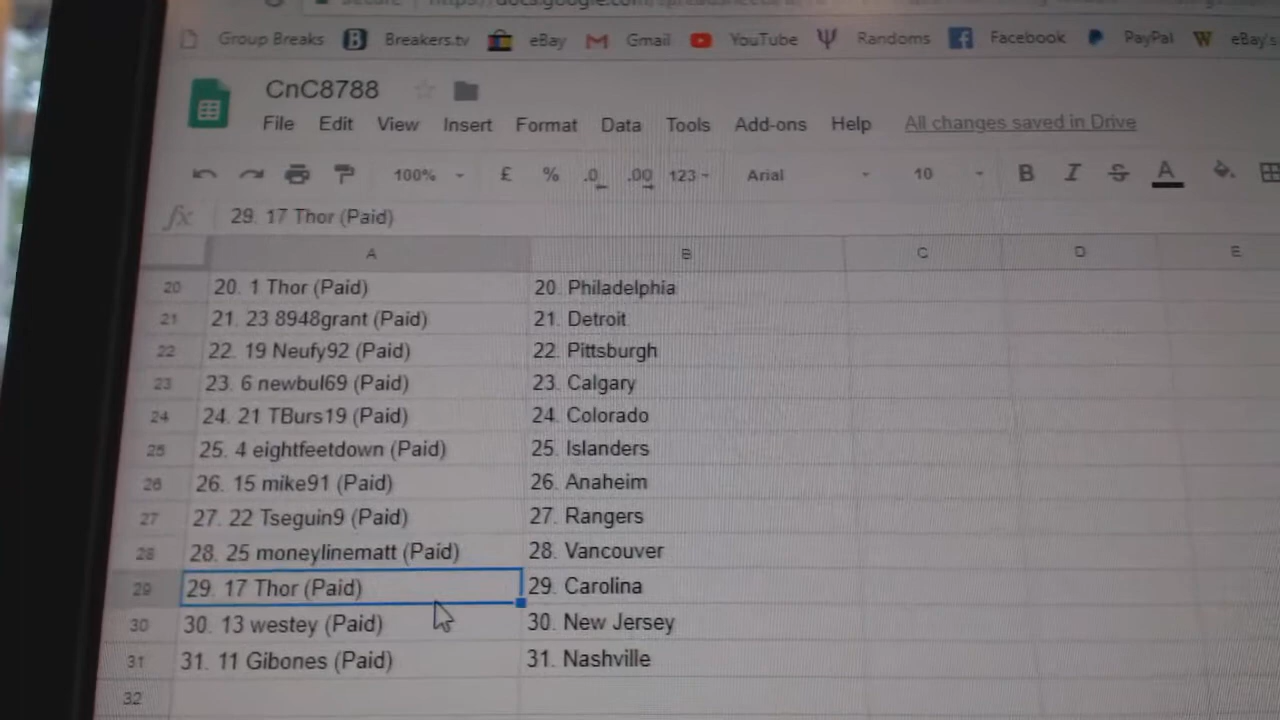 Group Breaks Breakers.tv eBay Gmail YouTube Randoms Facebook PayPal eBay's
CnC8788
File Edit View Insert Format Data Tools Add-ons Help All changes saved in Drive
100% £ % .0 .00 123 Arial 10 B I S A
fx 29. 17 Thor (Paid)
A B C D E
20 20. 1 Thor (Paid) 20. Philadelphia
21 21. 23 8948grant (Paid) 21. Detroit
22 22. 19 Neufy92 (Paid) 22. Pittsburgh
23 23. 6 newbul69 (Paid) 23. Calgary
24 24. 21 TBurs19 (Paid) 24. Colorado
25 25. 4 eightfeetdown (Paid) 25. Islanders
26 26. 15 mike91 (Paid) 26. Anaheim
27 27. 22 Tseguin9 (Paid) 27. Rangers
28 28. 25 moneylinematt (Paid) 28. Vancouver
29 29. 17 Thor (Paid) 29. Carolina
30 30. 13 westey (Paid) 30. New Jersey
31 31. 11 Gibones (Paid) 31. Nashville
32